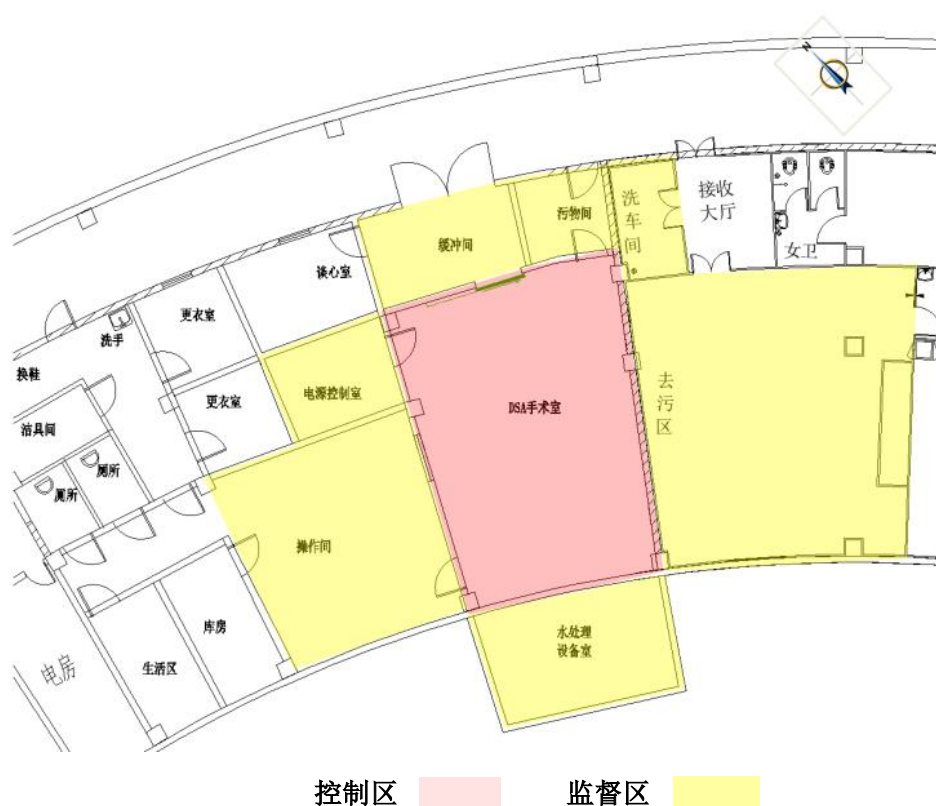 N
接收
大厅
洗
车
间
污物间
缓冲间
女卫
谈心室
更衣室
洗手
换鞋
电源控制室
更衣室
DSA手术室
去
污
区
洁具间
厕所
厕所
操作间
库房
生活区
电房
水处理
设备室
控制区
监督区